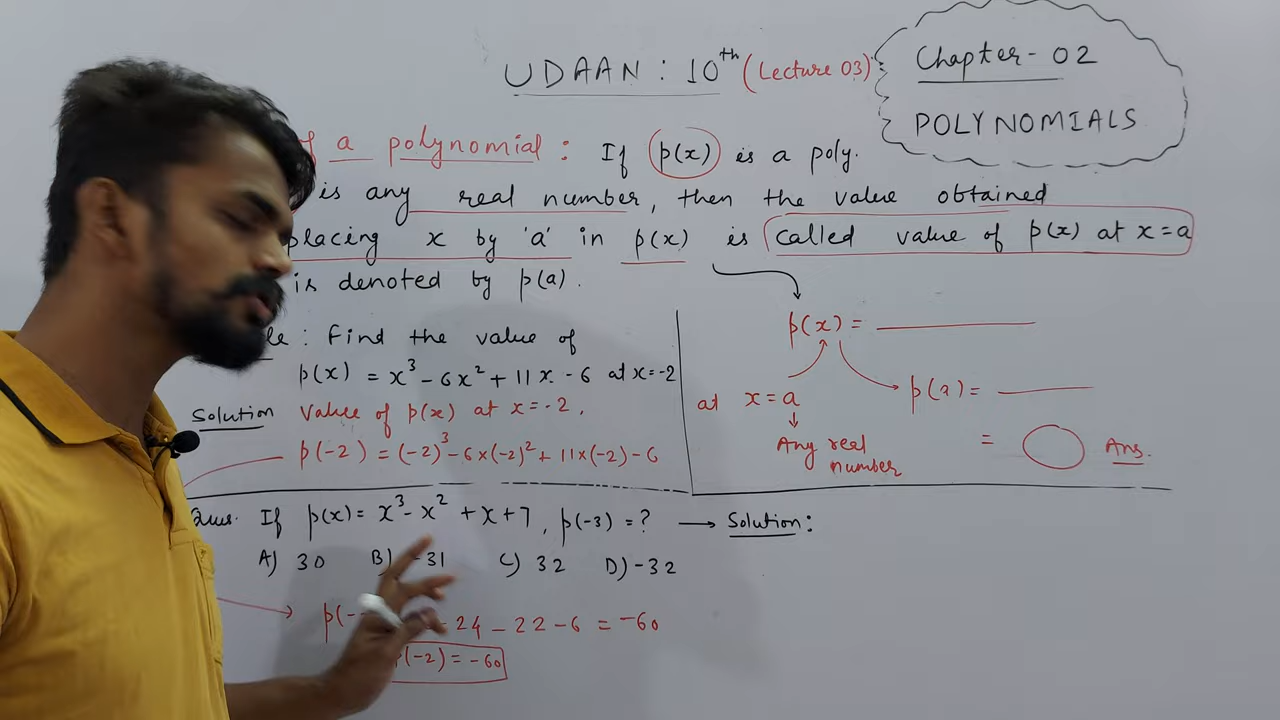 UDAAN : 10th (Lecture 03)
Chapter - 02
POLYNOMIALS
a polynomial : If p(x) is a poly.
is any real number, then the value obtained
placing x by 'a' in p(x) is called value of p(x) at x=a
is denoted by p(a).
Find the value of
p(x) = x³ - 6x² + 11x - 6 at x=-2
Solution Value of p(x) at x=-2,
p(-2) = (-2)³ - 6×(-2)² + 11×(-2) - 6
p(x) =
at x=a
p(a) =
Any real
number
= Ans.
Ques. If p(x) = x³ - x² + x + 7, p(-3) = ? → Solution :
A) 30 B) -31 C) 32 D) -32
24 - 22 - 6 = -60
(-2) = -60